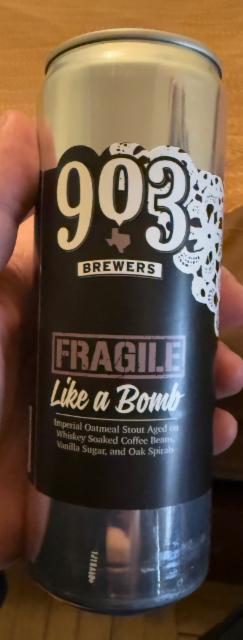 903
BREWERS
FRAGILE
Like a Bomb
Imperial Oatmeal Stout Aged on
Whiskey Soaked Coffee Beans,
Vanilla Sugar, and Oak Spirals